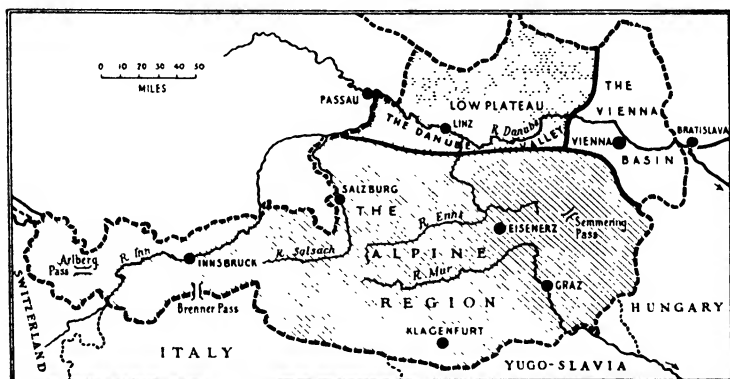 0 10 20 30 40 50
MILES
PASSAU
LOW PLATEAU
LINZ
R. Danube
THE DANUBE
VALLEY
THE
VIENNA
VIENNA
BASIN
BRATISLAVA
SALZBURG
THE
R. Enns
EISENERZ
Semmering
Pass
Arlberg
Pass
R. Inn
INNSBRUCK
R. Salsach
ALPINE
R. Mur
REGION
GRAZ
Brenner Pass
KLAGENFURT
SWITZERLAND
ITALY
HUNGARY
YUGO-SLAVIA